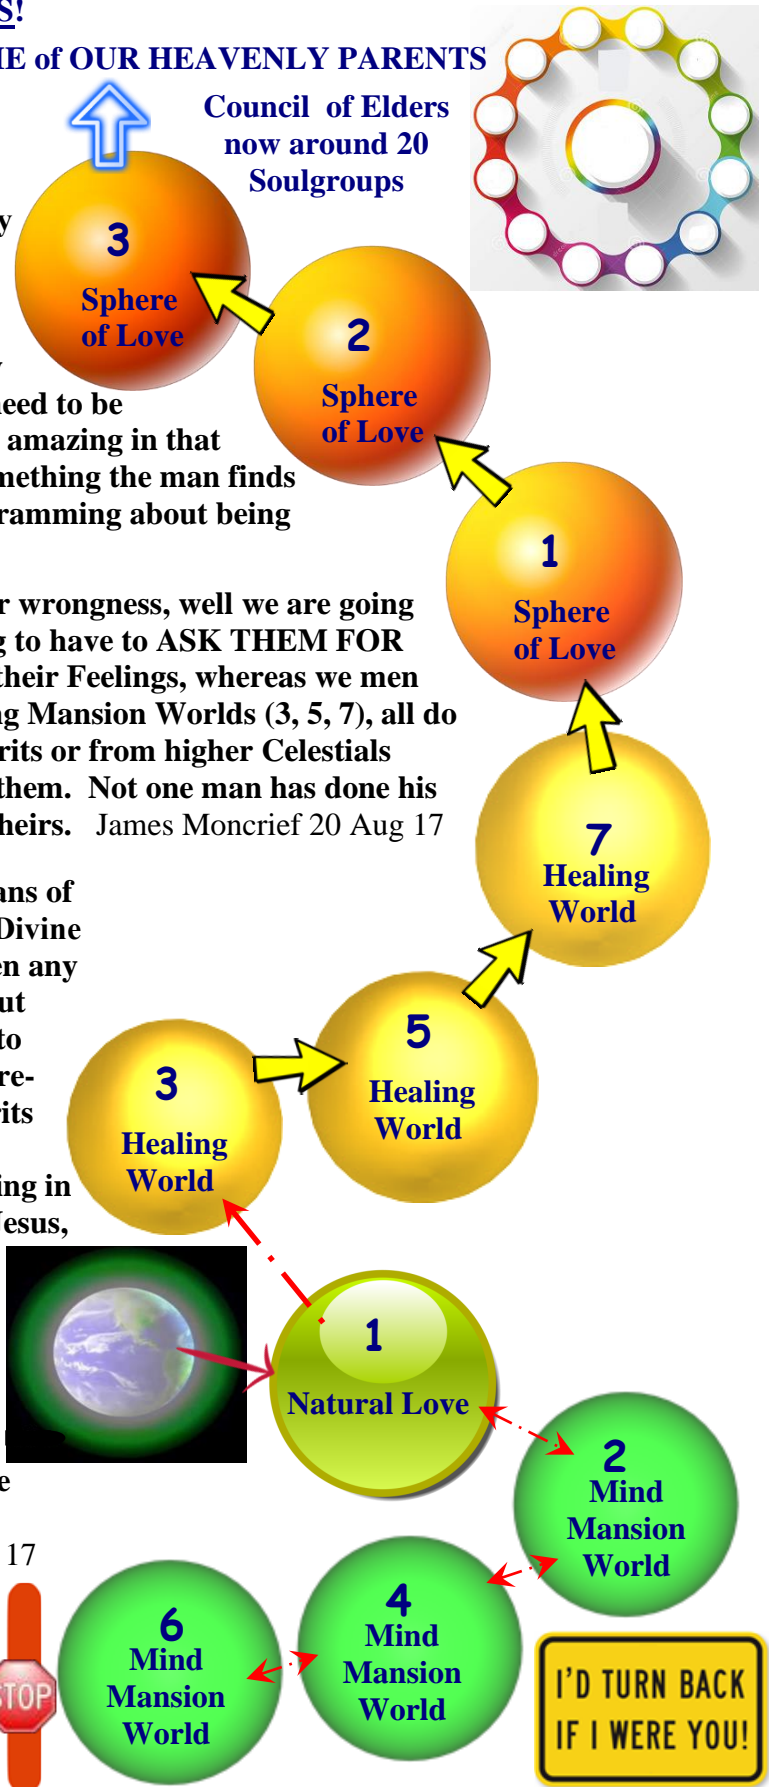 S!
ME of OUR HEAVENLY PARENTS
Council of Elders
now around 20
Soulgroups
y
3
Sphere
of Love
2
Sphere
of Love
need to be
amazing in that
mething the man finds
ramming about being
1
Sphere
of Love
r wrongness, well we are going
g to have to ASK THEM FOR
their Feelings, whereas we men
ng Mansion Worlds (3, 5, 7), all do
rits or from higher Celestials
them. Not one man has done his
heirs. James Moncrief 20 Aug 17
7
Healing
World
ans of
Divine
en any
ut
to
re-
rits
ing in
Jesus,
5
Healing
World
3
Healing
World
1
Natural Love
e
17
2
Mind
Mansion
World
4
Mind
Mansion
World
6
Mind
Mansion
World
STOP
I'D TURN BACK
IF I WERE YOU!